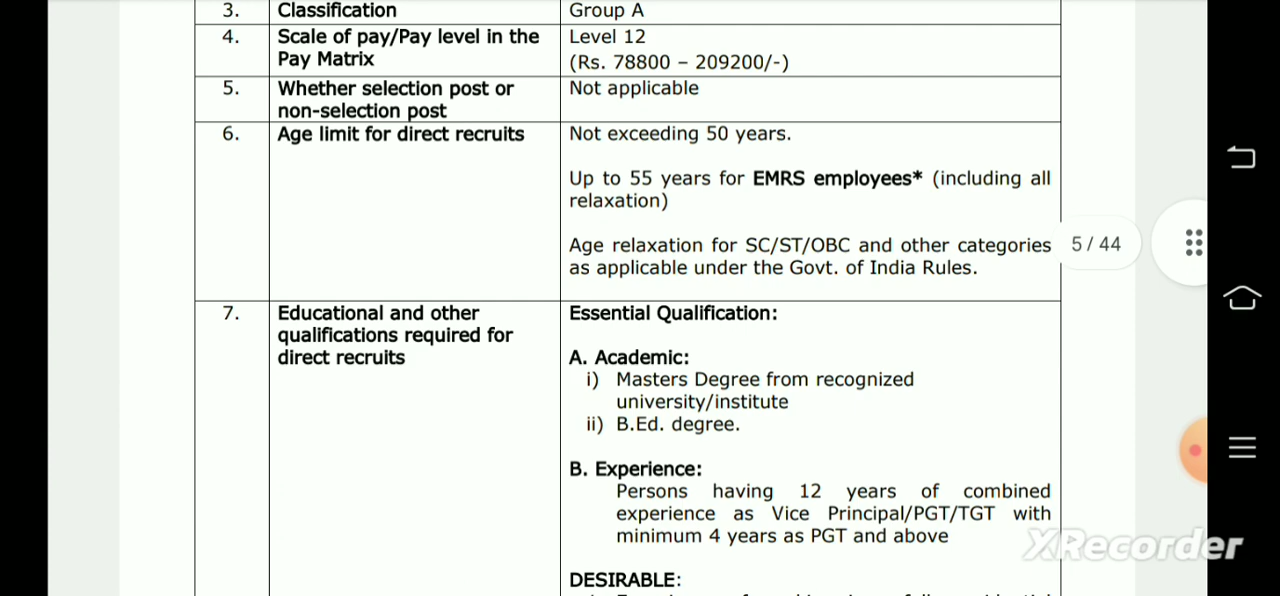 3. Classification Group A
4. Scale of pay/Pay level in the Level 12
Pay Matrix (Rs. 78800 – 209200/-)
5. Whether selection post or Not applicable
non-selection post
6. Age limit for direct recruits Not exceeding 50 years.
Up to 55 years for EMRS employees* (including all
relaxation)
Age relaxation for SC/ST/OBC and other categories
as applicable under the Govt. of India Rules.
5 / 44
7. Educational and other Essential Qualification:
qualifications required for
direct recruits A. Academic:
i) Masters Degree from recognized
university/institute
ii) B.Ed. degree.
B. Experience:
Persons having 12 years of combined
experience as Vice Principal/PGT/TGT with
minimum 4 years as PGT and above
XRecorder
DESIRABLE: